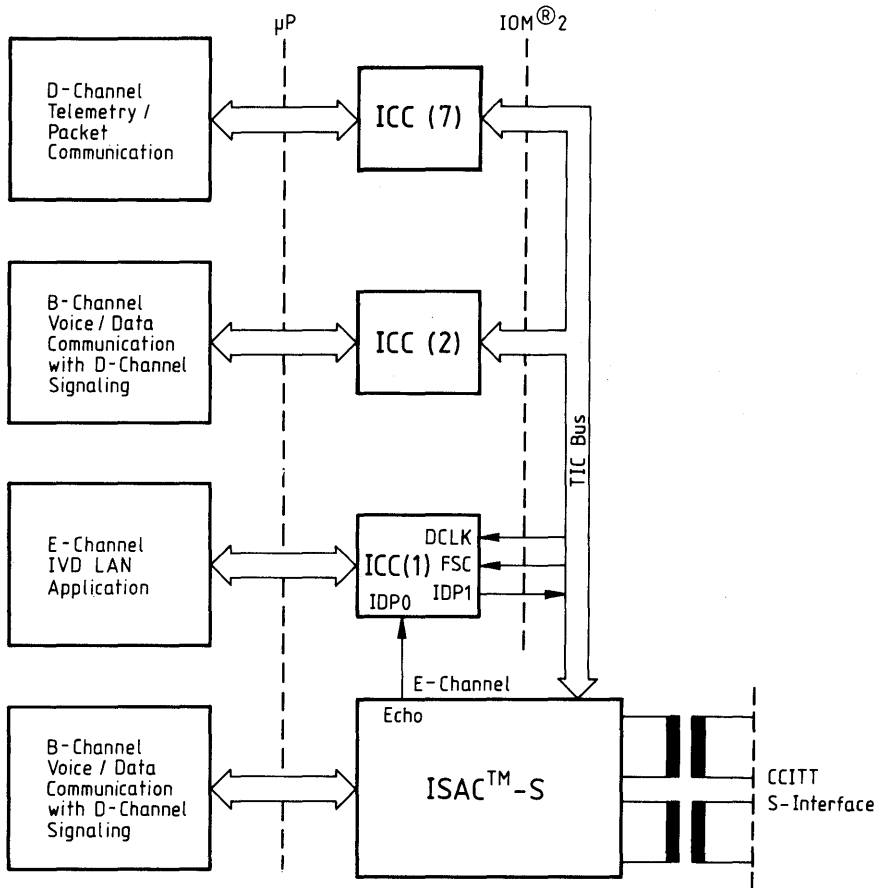 µP
IOM®2
D-Channel
Telemetry /
Packet
Communication
ICC (7)
B-Channel
Voice / Data
Communication
with D-Channel
Signaling
ICC (2)
TIC Bus
E-Channel
IVD LAN
Application
DCLK
ICC(1)
FSC
IDP1
IDP0
E-Channel
Echo
B-Channel
Voice / Data
Communication
with D-Channel
Signaling
ISAC™-S
CCITT
S-Interface